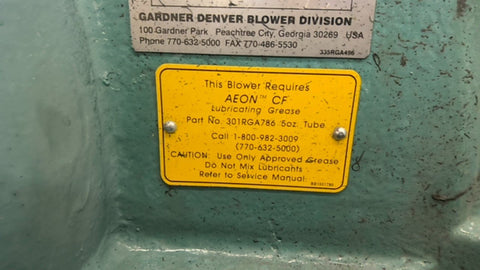 GARDNER DENVER BLOWER DIVISION
100 Gardner Park Peachtree City, Georgia 30269 USA
Phone 770-632-5000 FAX 770-486-5530
This Blower Requires
AEON™ CF
Lubricating Grease
Part No. 301RGA786 5oz. Tube
Call 1-800-982-3009
(770-632-5000)
CAUTION: Use Only Approved Grease
Do Not Mix Lubricants
Refer to Service Manual